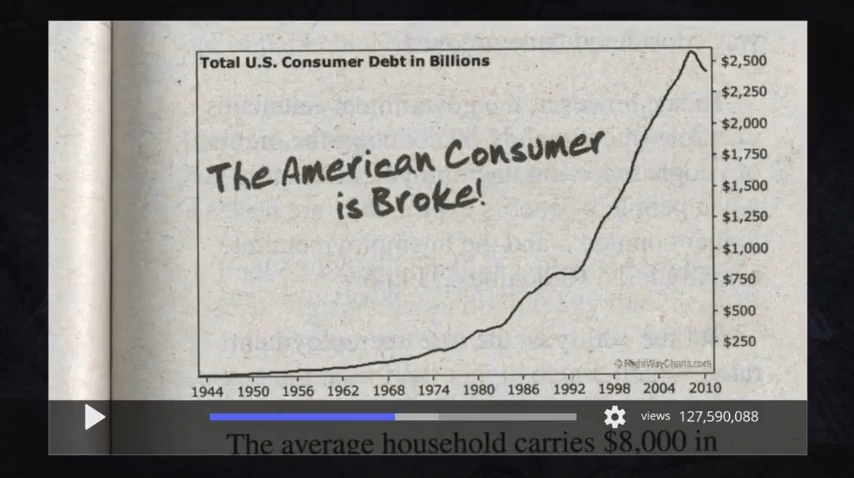 Total U.S. Consumer Debt in Billions
The American Consumer
is Broke!
$2,500
$2,250
$2,000
$1,750
$1,500
$1,250
$1,000
$750
$500
$250
© RightWayChains.com
1944 1950 1956 1962 1968 1974 1980 1986 1992 1998 2004 2010
views 127,590,088
The average household carries $8,000 in